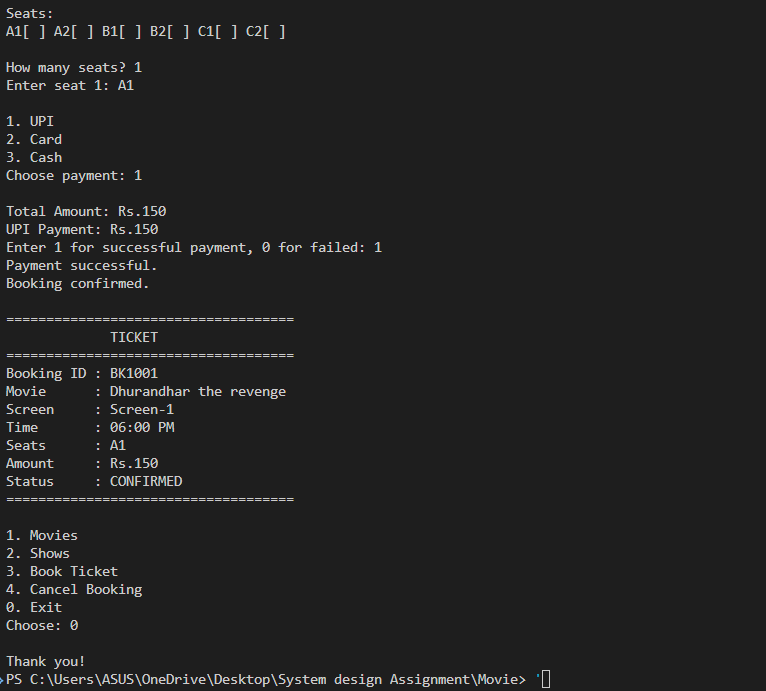 Seats:
A1[ ] A2[ ] B1[ ] B2[ ] C1[ ] C2[ ]
How many seats? 1
Enter seat 1: A1
1. UPI
2. Card
3. Cash
Choose payment: 1
Total Amount: Rs.150
UPI Payment: Rs.150
Enter 1 for successful payment, 0 for failed: 1
Payment successful.
Booking confirmed.
====================================
             TICKET
====================================
Booking ID : BK1001
Movie      : Dhurandhar the revenge
Screen     : Screen-1
Time       : 06:00 PM
Seats      : A1
Amount     : Rs.150
Status     : CONFIRMED
====================================
1. Movies
2. Shows
3. Book Ticket
4. Cancel Booking
0. Exit
Choose: 0
Thank you!
PS C:\Users\ASUS\OneDrive\Desktop\System design Assignment\Movie> '